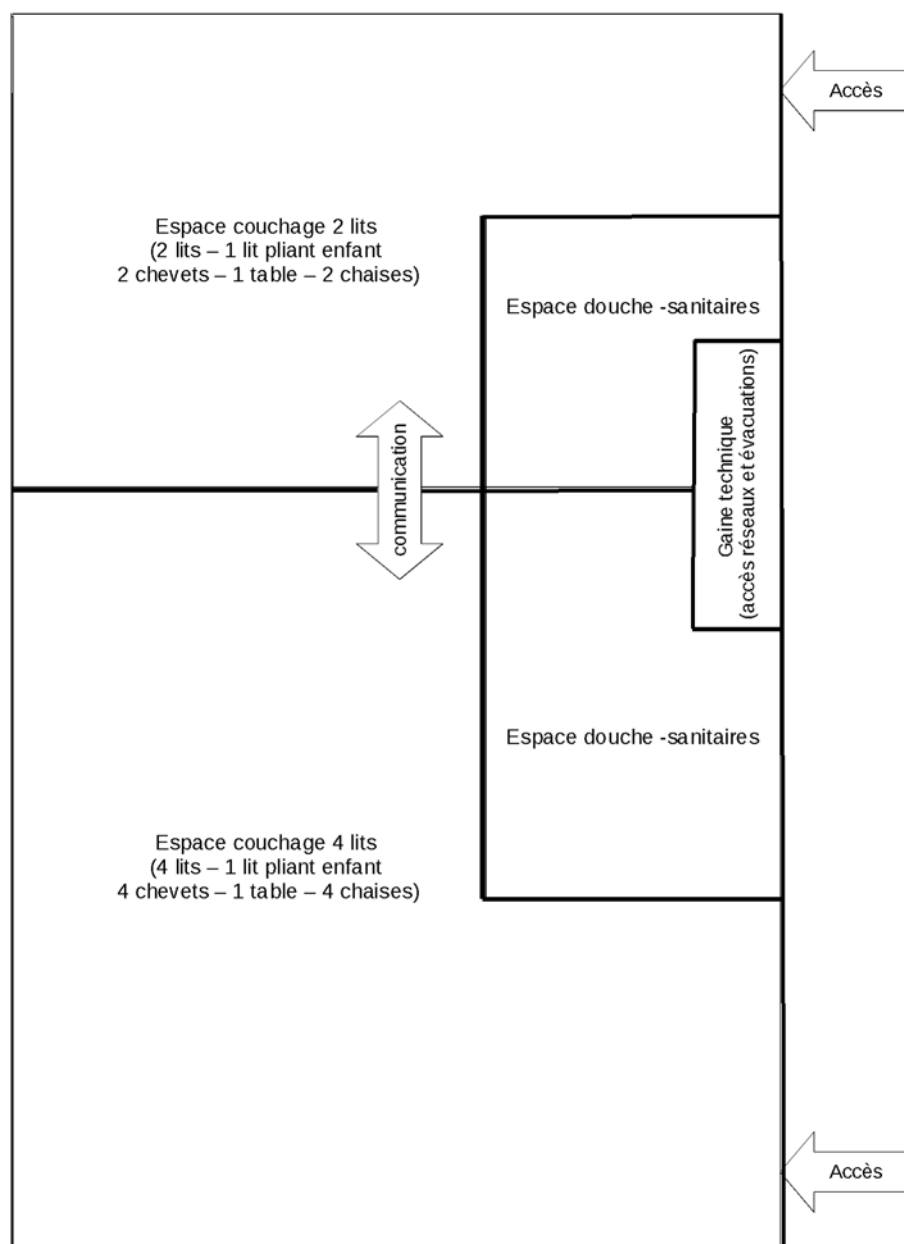 Accès
Espace couchage 2 lits
(2 lits – 1 lit pliant enfant
2 chevets – 1 table – 2 chaises)
Espace douche -sanitaires
communication
Gaine technique
(accès réseaux et évacuations)
Espace douche -sanitaires
Espace couchage 4 lits
(4 lits – 1 lit pliant enfant
4 chevets – 1 table – 4 chaises)
Accès